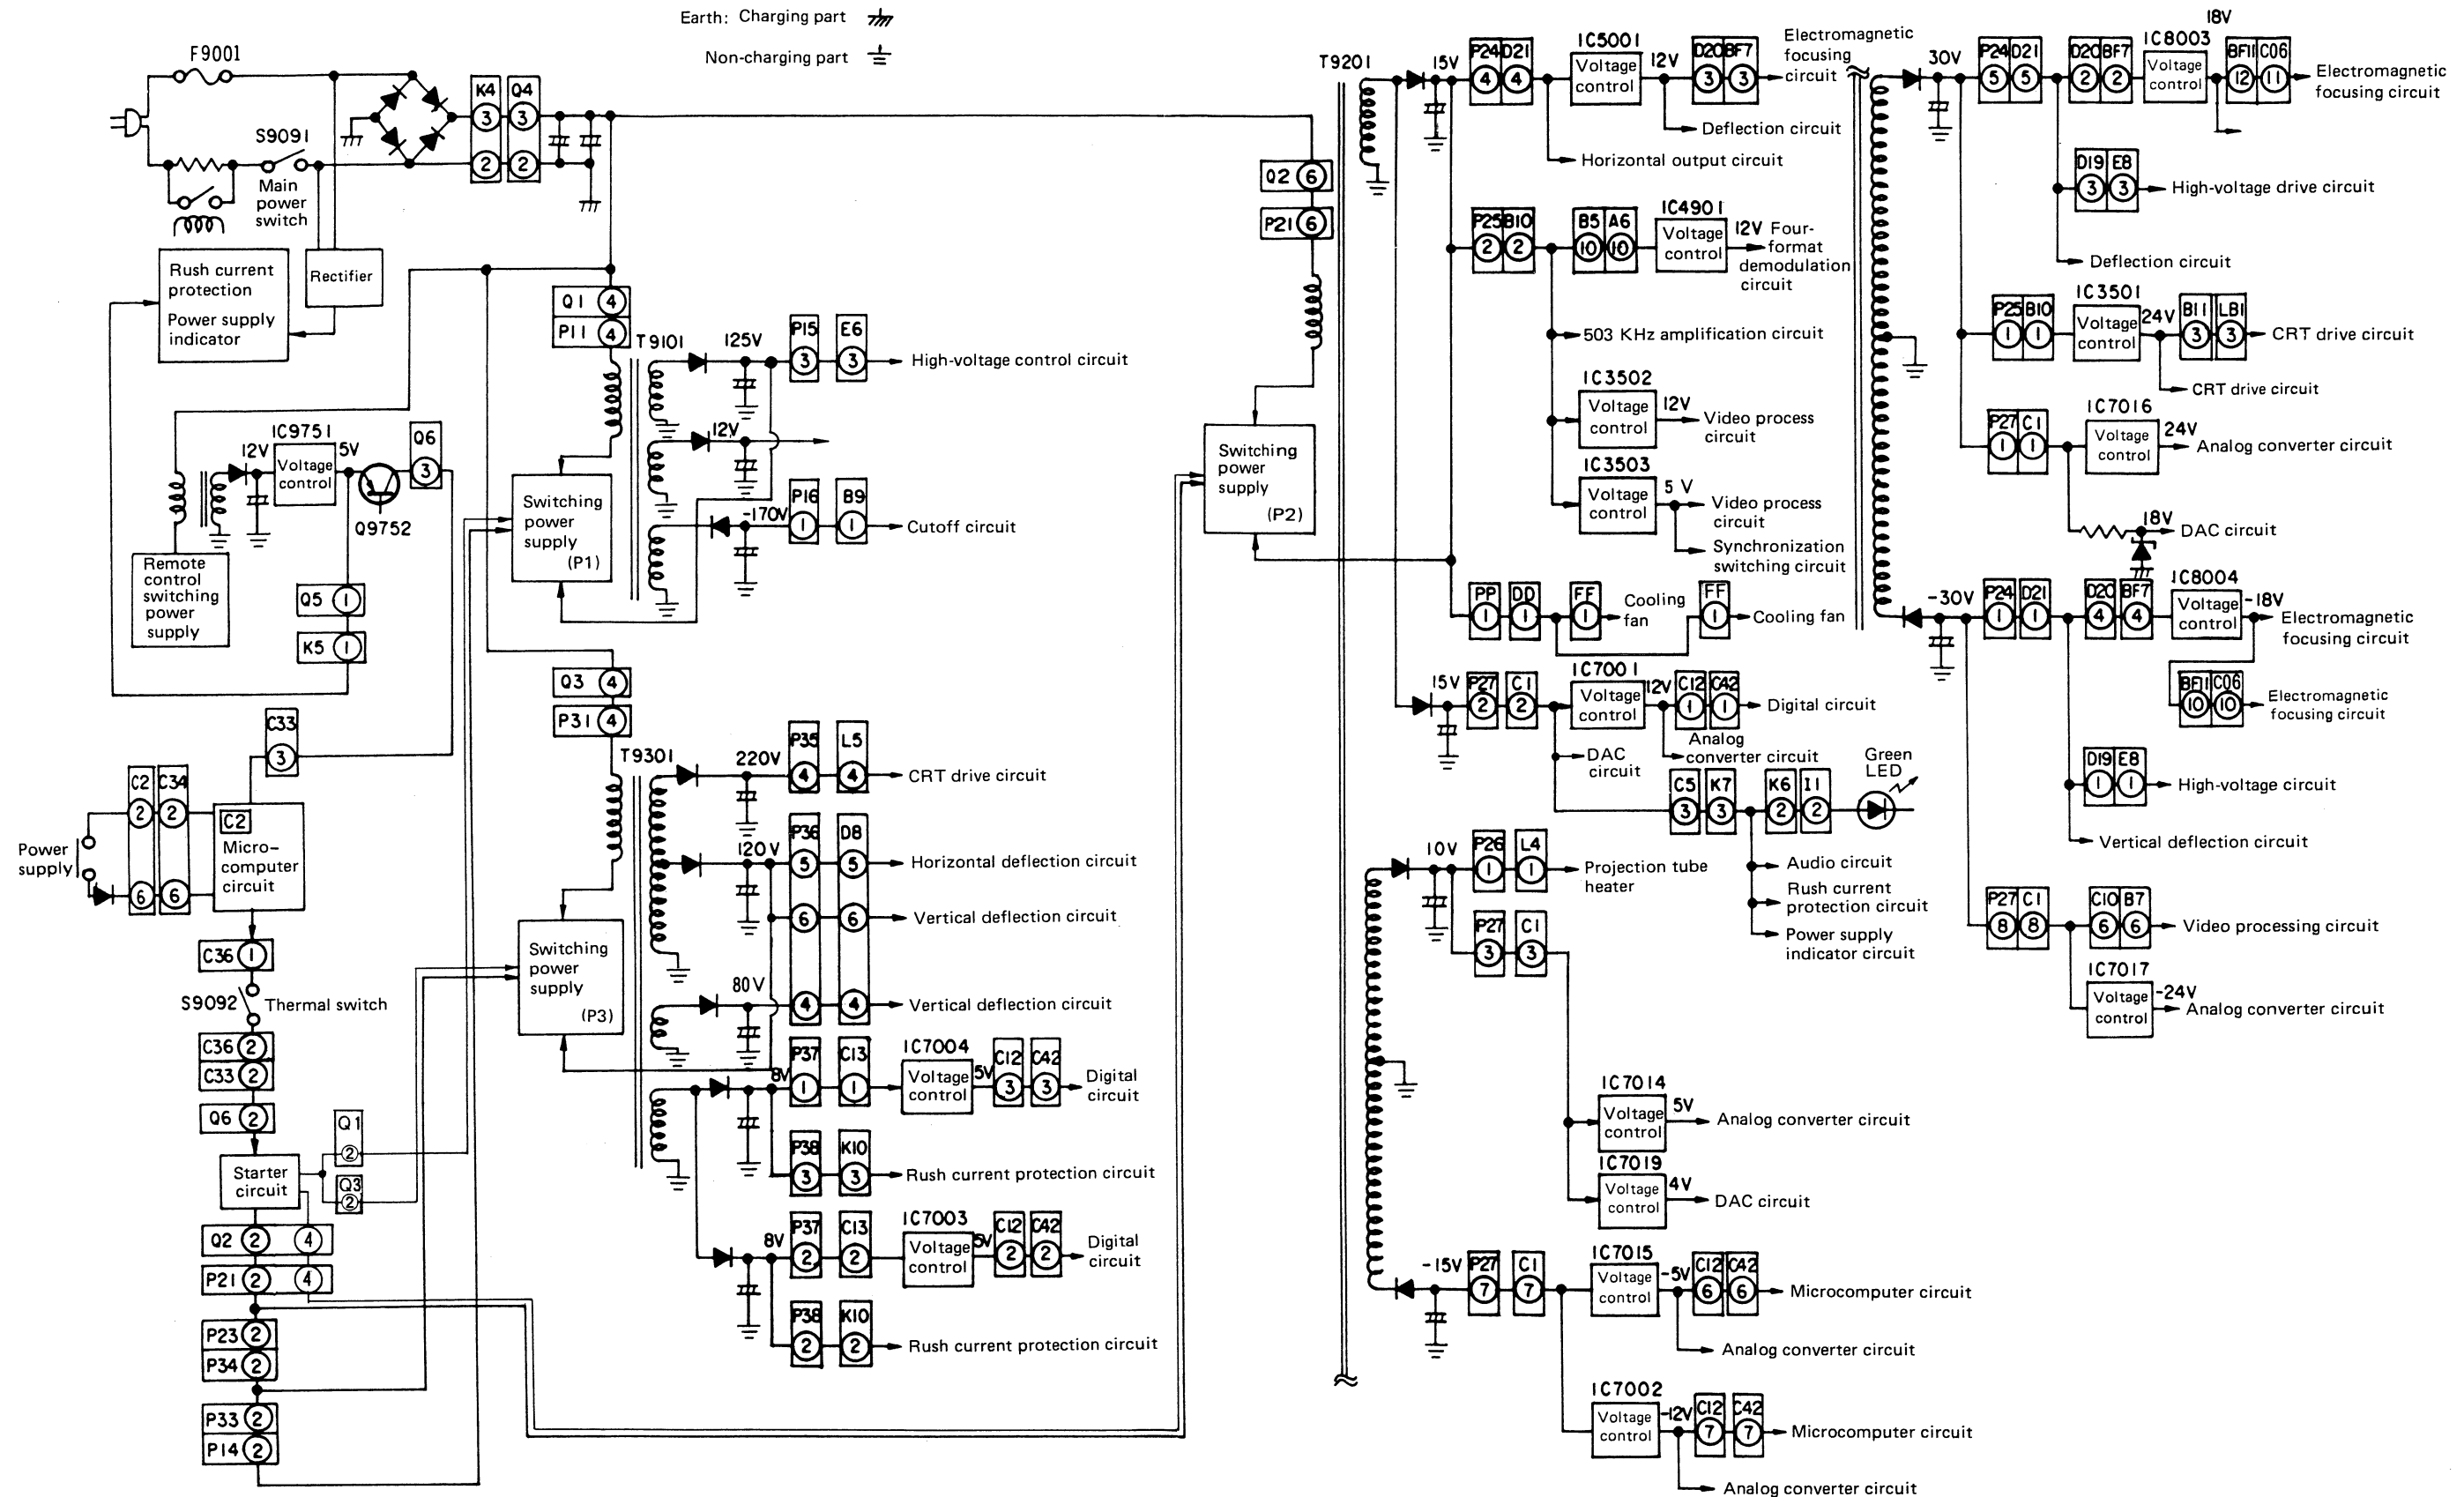 Earth: Charging part
Non-charging part
F9001
S9091
Main
power
switch
K4 Q4
3 3
2 2
Rush current
protection
Power supply
indicator
Rectifier
Q1 4
P11 4
T9101
125V
P15 E6
3 3
High-voltage control circuit
12V
-170V
P16 B9
1 1
Cutoff circuit
Switching
power
supply
(P1)
12V
IC9751
Voltage
control
5V
Q6
3
Q9752
Remote
control
switching
power
supply
Q5 1
K5 1
Q3 4
P31 4
T9301
220V
P35 L5
4 4
CRT drive circuit
120V
P36 D8
5 5
Horizontal deflection circuit
6 6
Vertical deflection circuit
80V
4 4
Vertical deflection circuit
Switching
power
supply
(P3)
8V
P37 C13
1 1
IC7004
Voltage
control
5V
C12 C42
3 3
Digital
circuit
P38 K10
3 3
Rush current protection circuit
8V
P37 C13
2 2
IC7003
Voltage
control
5V
C12 C42
2 2
Digital
circuit
P38 K10
2 2
Rush current protection circuit
C33
3
C2 C34
2 2
6 6
Power
supply
C2
Micro-
computer
circuit
C36 1
S9092 Thermal switch
C36 2
C33 2
Q6 2
Starter
circuit
Q1
2
Q3
2
Q2 2 4
P21 2 4
P23 2
P34 2
P33 2
P14 2
Q2 6
P21 6
Switching
power
supply
(P2)
T9201
15V
P24 D21
4 4
IC5001
Voltage
control
12V
D20 BF7
3 3
Electromagnetic
focusing
circuit
Deflection circuit
Horizontal output circuit
P25 B10
2 2
B5 A6
10 10
IC4901
Voltage
control
12V Four-
format
demodulation
circuit
503 KHz amplification circuit
IC3502
Voltage
control
12V
Video process
circuit
IC3503
Voltage
control
5 V
Video process
circuit
Synchronization
switching circuit
PP DD FF
1 1 1
Cooling
fan
FF
1
Cooling fan
15V
P27 C1
2 2
IC7001
Voltage
control
12V
C12 C42
1 1
Digital circuit
Analog
converter circuit
DAC
circuit
C5 K7
3 3
K6 I1
2 2
Green
LED
Audio circuit
Rush current
protection circuit
Power supply
indicator circuit
10V
P26 L4
1 1
Projection tube
heater
P27 C1
3 3
IC7014
Voltage
control
5V
Analog converter circuit
IC7019
Voltage
control
4V
DAC circuit
-15V
P27 C1
7 7
IC7015
Voltage
control
-5V
C12 C42
6 6
Microcomputer circuit
Analog converter circuit
IC7002
Voltage
control
-12V
C12 C42
7 7
Microcomputer circuit
Analog converter circuit
30V
P24 D21
5 5
D20 BF7
2 2
IC8003
Voltage
control
18V
BF11 C06
12 11
Electromagnetic
focusing circuit
D19 E8
3 3
High-voltage drive circuit
Deflection circuit
P25 B10
1 1
IC3501
Voltage
control
24V
B11 LB1
3 3
CRT drive circuit
CRT drive circuit
P27 C1
1 1
IC7016
Voltage
control
24V
Analog converter circuit
18V
DAC circuit
-30V
P24 D21
1 1
D20 BF7
4 4
IC8004
Voltage
control
-18V
Electromagnetic
focusing circuit
BF11 C06
10 10
Electromagnetic
focusing circuit
D19 E8
1 1
High-voltage circuit
Vertical deflection circuit
P27 C1
8 8
C10 B7
6 6
Video processing circuit
IC7017
Voltage
control
-24V
Analog converter circuit